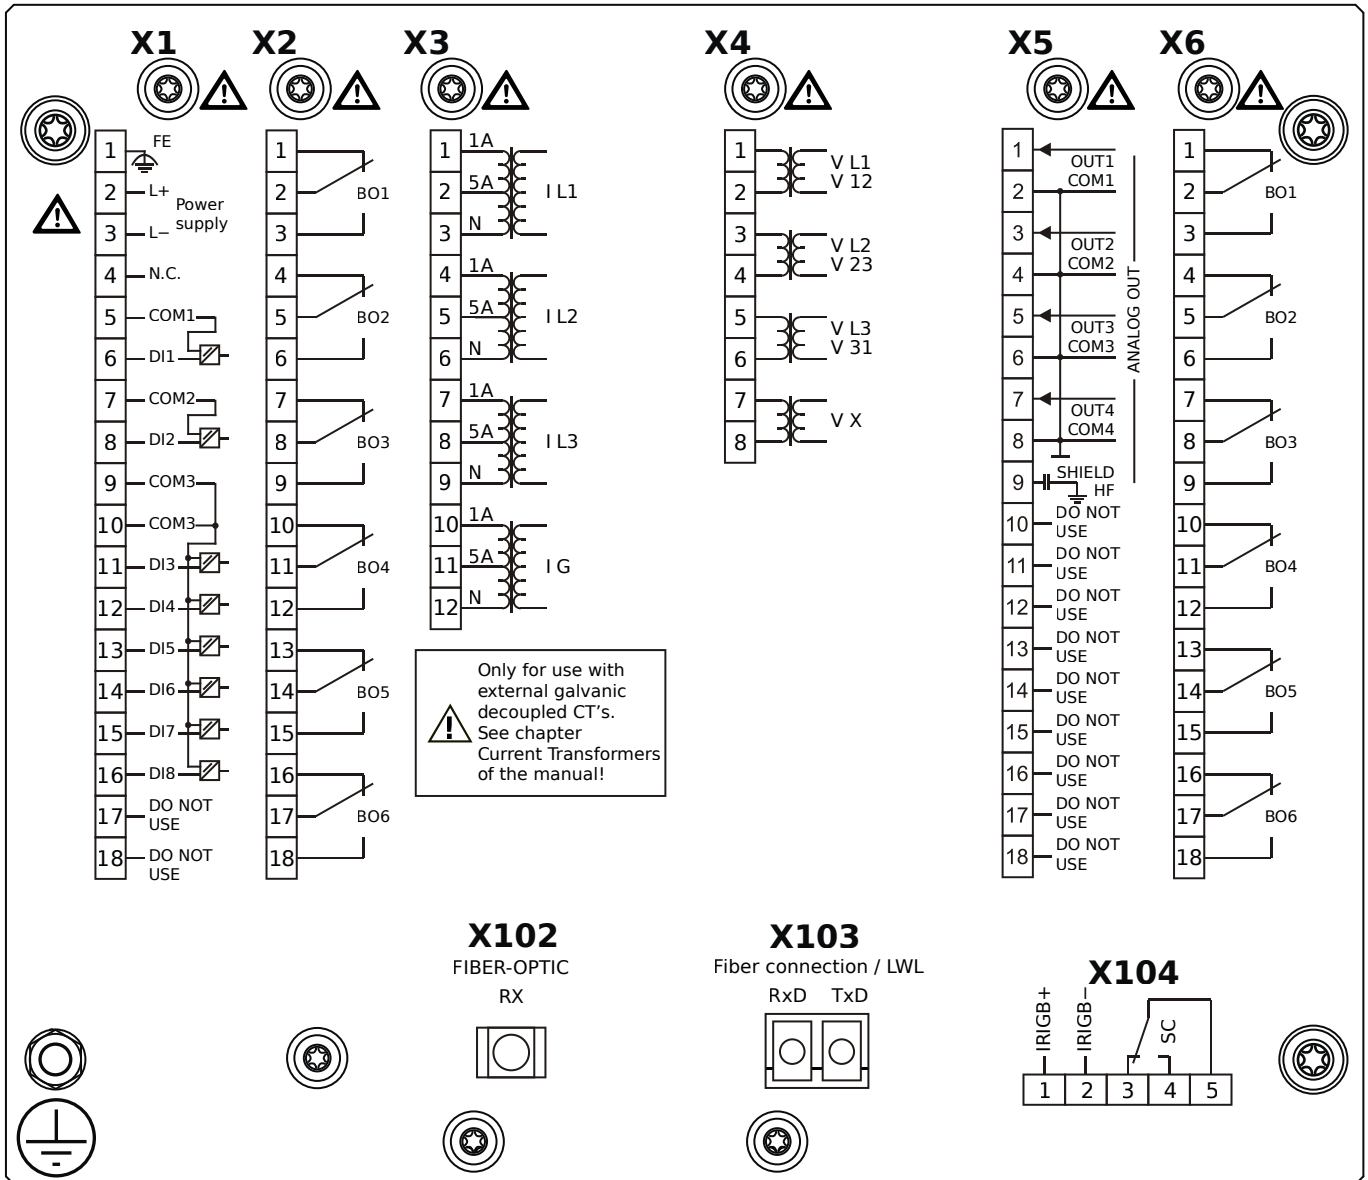 X1 X2 X3 X4 X5 X6
1 FE
2 L+
Power
supply
3 L−
4 N.C.
5 COM1
6 DI1
7 COM2
8 DI2
9 COM3
10 COM3
11 DI3
12 DI4
13 DI5
14 DI6
15 DI7
16 DI8
17 DO NOT
USE
18 DO NOT
USE
1
2 BO1
3
4
5 BO2
6
7
8 BO3
9
10
11 BO4
12
13
14 BO5
15
16
17 BO6
18
1 1A
2 5A I L1
3 N
4 1A
5 5A I L2
6 N
7 1A
8 5A I L3
9 N
10 1A
11 5A I G
12 N
Only for use with
external galvanic
decoupled CT's.
See chapter
Current Transformers
of the manual!
1 V L1
2 V 12
3 V L2
4 V 23
5 V L3
6 V 31
7 V X
8
1 OUT1
2 COM1
3 OUT2
4 COM2
5 OUT3
6 COM3
7 OUT4
8 COM4
ANALOG OUT
9 SHIELD
HF
10 DO NOT
USE
11 DO NOT
USE
12 DO NOT
USE
13 DO NOT
USE
14 DO NOT
USE
15 DO NOT
USE
16 DO NOT
USE
17 DO NOT
USE
18 DO NOT
USE
1
2 BO1
3
4
5 BO2
6
7
8 BO3
9
10
11 BO4
12
13
14 BO5
15
16
17 BO6
18
X102
FIBER-OPTIC
RX
X103
Fiber connection / LWL
RxD TxD
X104
IRIGB+ IRIGB− SC
1 2 3 4 5